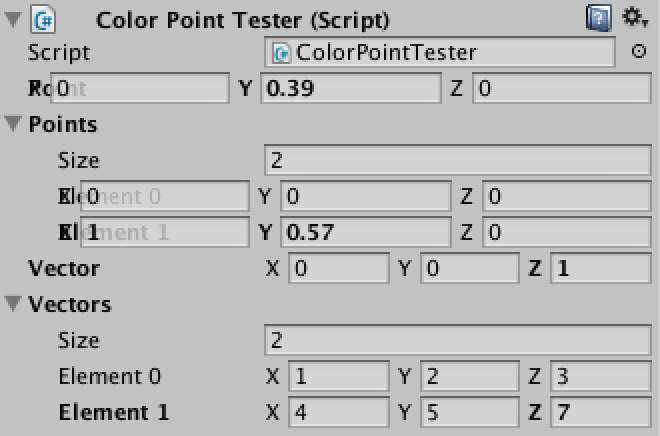 Color Point Tester (Script)
Script ColorPointTester
Point X 0 Y 0.39 Z 0
Points
Size 2
Element 0 X 0 Y 0 Z 0
Element 1 X 1 Y 0.57 Z 0
Vector X 0 Y 0 Z 1
Vectors
Size 2
Element 0 X 1 Y 2 Z 3
Element 1 X 4 Y 5 Z 7